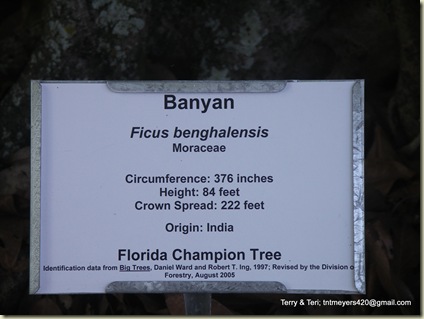 Banyan
Ficus benghalensis
Moraceae
Circumference: 376 inches
Height: 84 feet
Crown Spread: 222 feet
Origin: India
Florida Champion Tree
Identification data from Big Trees, Daniel Ward and Robert T. Ing, 1997; Revised by the Division o
Forestry, August 2005
Terry & Teri; tntmeyers420@gmail.com